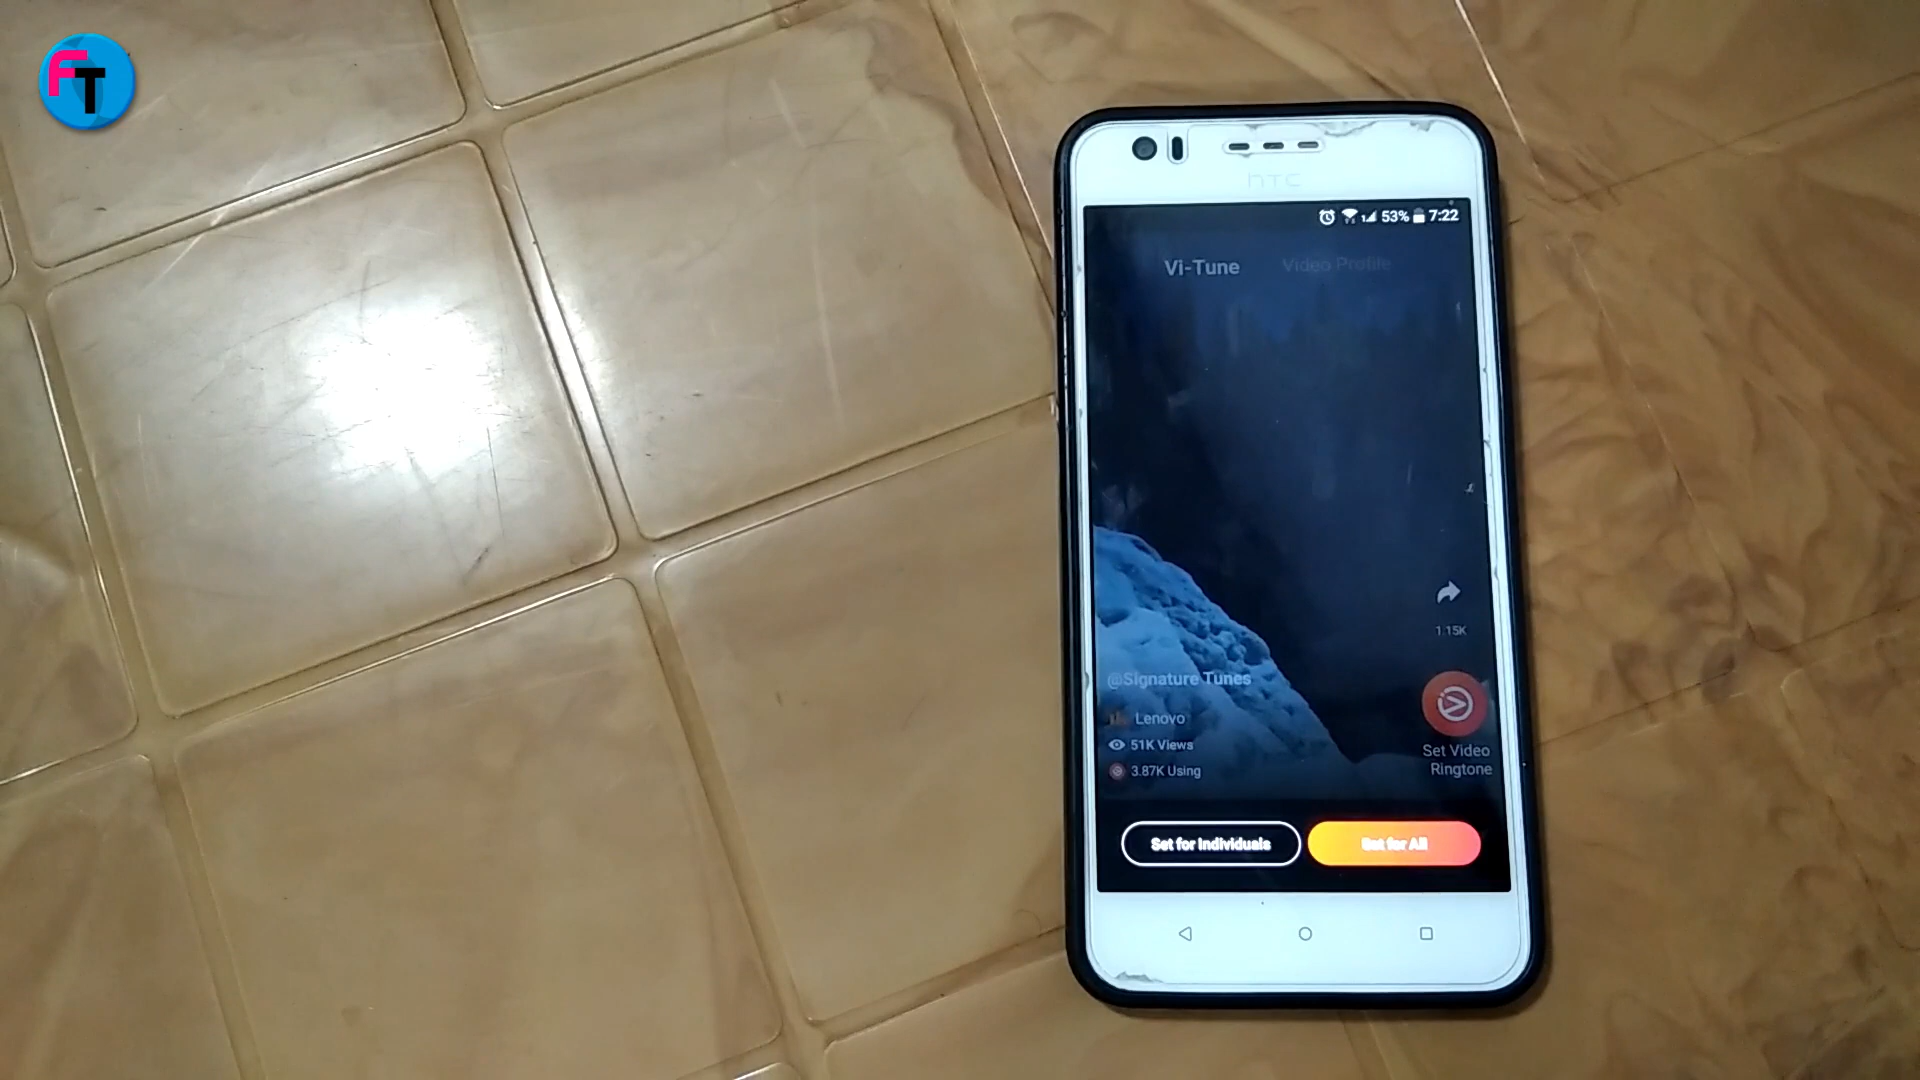 FT
hTC
53% 7:22
Vi-Tune Video Profile
1.15K
@Signature Tunes
Lenovo
51K Views
3.87K Using
Set Video
Ringtone
Set for Individuals Set for All